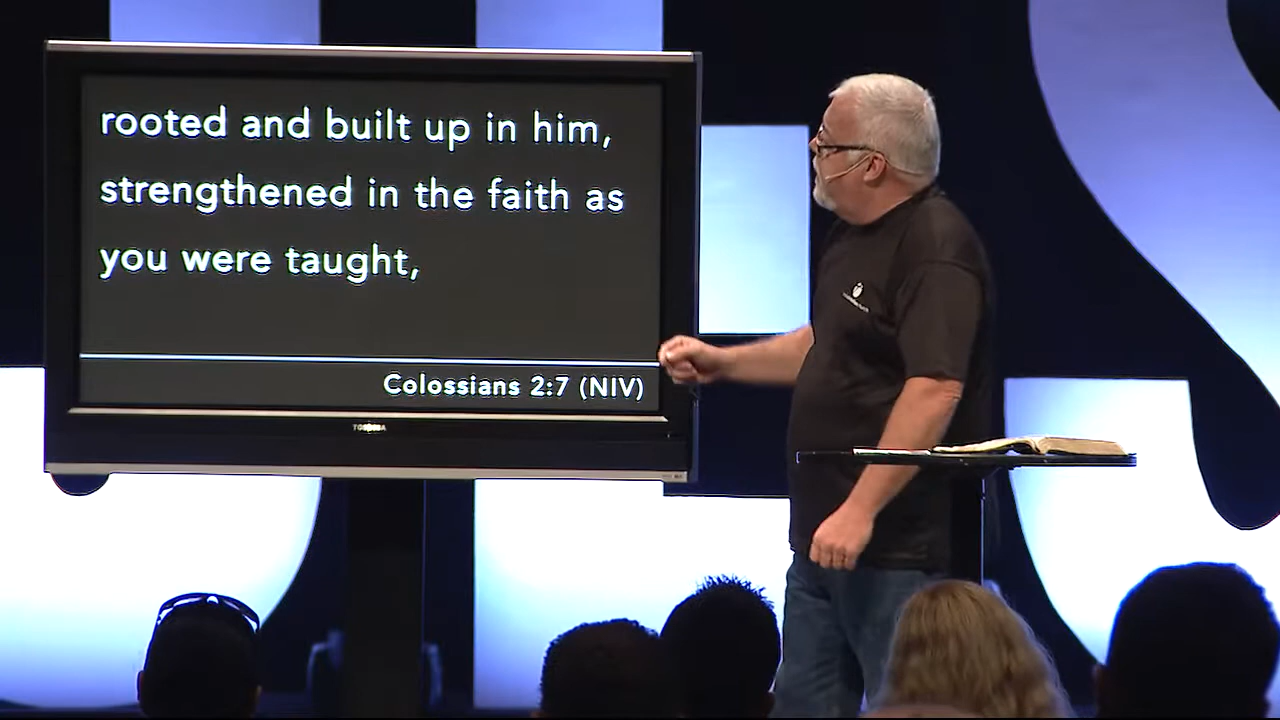 rooted and built up in him,
strengthened in the faith as
you were taught,
Colossians 2:7 (NIV)
TOSHIBA